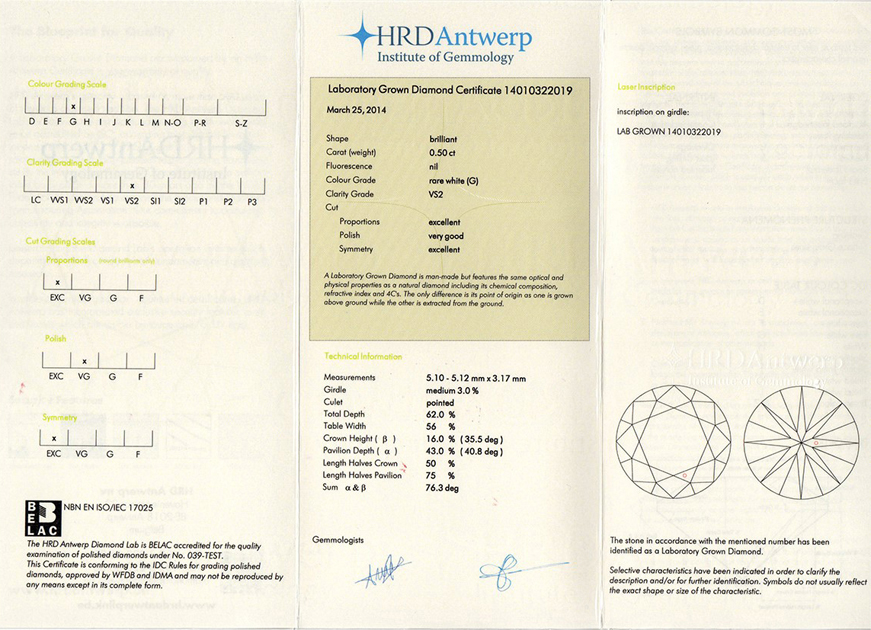 Colour Grading Scale
x
D E F G H I J K L M N-O P-R S-Z
Clarity Grading Scale
x
LC VVS1 VVS2 VS1 VS2 SI1 SI2 P1 P2 P3
Cut Grading Scales
Proportions (round brilliants only)
x
EXC VG G F
Polish
x
EXC VG G F
Symmetry
x
EXC VG G F
BELAC
NBN EN ISO/IEC 17025
The HRD Antwerp Diamond Lab is BELAC accredited for the quality
examination of polished diamonds under No. 039-TEST.
This Certificate is conforming to the IDC Rules for grading polished
diamonds, approved by WFDB and IDMA and may not be reproduced by
any means except in its complete form.
HRD Antwerp
Institute of Gemmology
Laboratory Grown Diamond Certificate 14010322019
March 25, 2014
Shape brilliant
Carat (weight) 0.50 ct
Fluorescence nil
Colour Grade rare white (G)
Clarity Grade VS2
Cut
Proportions excellent
Polish very good
Symmetry excellent
A Laboratory Grown Diamond is man-made but features the same optical and
physical properties as a natural diamond including its chemical composition,
refractive index and 4C's. The only difference is its point of origin as one is grown
above ground while the other is extracted from the ground.
Technical Information
Measurements 5.10 - 5.12 mm x 3.17 mm
Girdle medium 3.0 %
Culet pointed
Total Depth 62.0 %
Table Width 56 %
Crown Height ( β ) 16.0 % (35.5 deg)
Pavilion Depth ( α ) 43.0 % (40.8 deg)
Length Halves Crown 50 %
Length Halves Pavilion 75 %
Sum α & β 76.3 deg
Gemmologists
Laser Inscription
inscription on girdle:
LAB GROWN 14010322019
The stone in accordance with the mentioned number has been
identified as a Laboratory Grown Diamond.
Selective characteristics have been indicated in order to clarify the
description and/or for further identification. Symbols do not usually reflect
the exact shape or size of the characteristic.